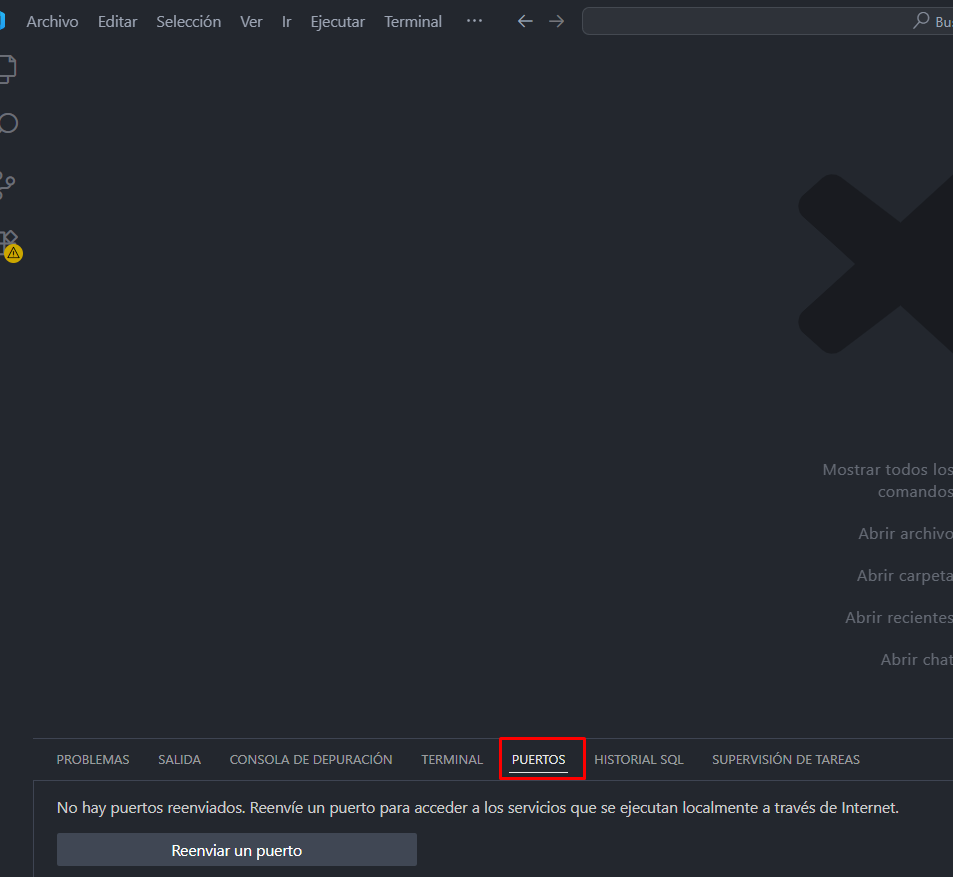 Archivo Editar Selección Ver Ir Ejecutar Terminal ··· ← →
Mostrar todos los
comandos
Abrir archivo
Abrir carpeta
Abrir recientes
Abrir chat
PROBLEMAS SALIDA CONSOLA DE DEPURACIÓN TERMINAL PUERTOS HISTORIAL SQL SUPERVISIÓN DE TAREAS
No hay puertos reenviados. Reenvíe un puerto para acceder a los servicios que se ejecutan localmente a través de Internet.
Reenviar un puerto